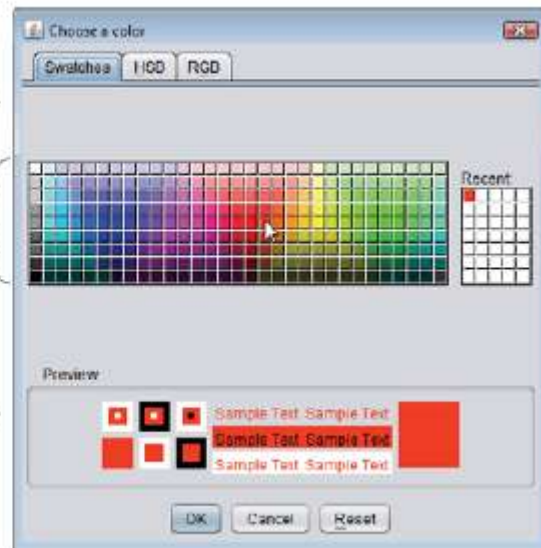 Choose a color
Swatches HSB RGB
Recent
Preview
Sample Text Sample Text
Sample Text Sample Text
Sample Text Sample Text
OK Cancel Reset